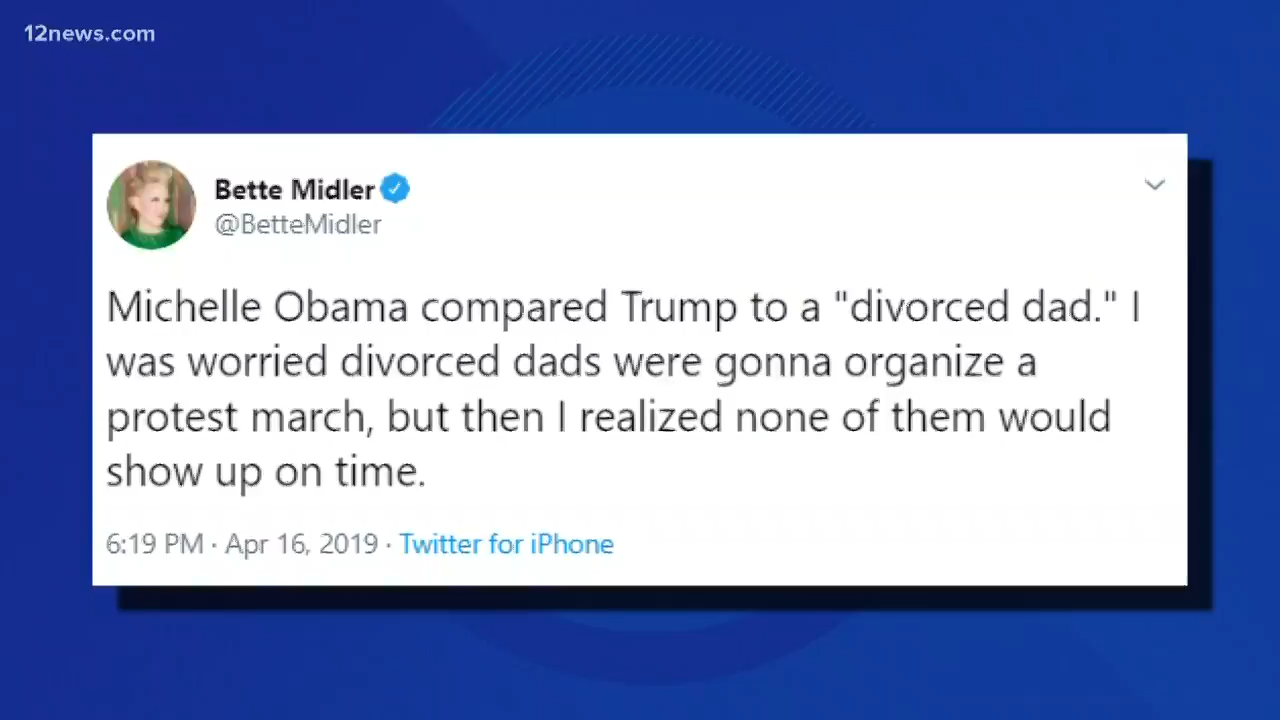 12news.com
Bette Midler
@BetteMidler
Michelle Obama compared Trump to a "divorced dad." I
was worried divorced dads were gonna organize a
protest march, but then I realized none of them would
show up on time.
6:19 PM · Apr 16, 2019 · Twitter for iPhone